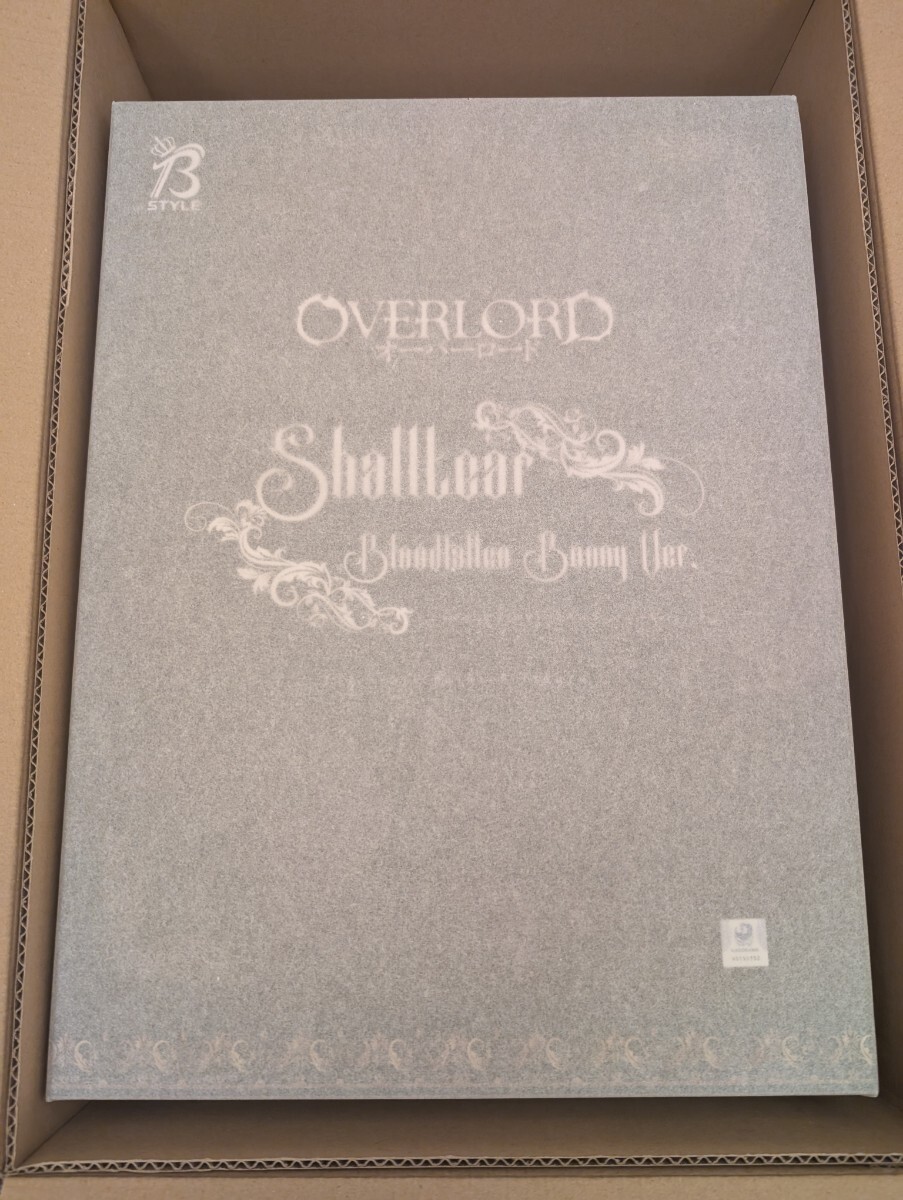 B
STYLE
OVERLORD
オーバーロード
Shalltear
Bloodfallen Bunny Ver.